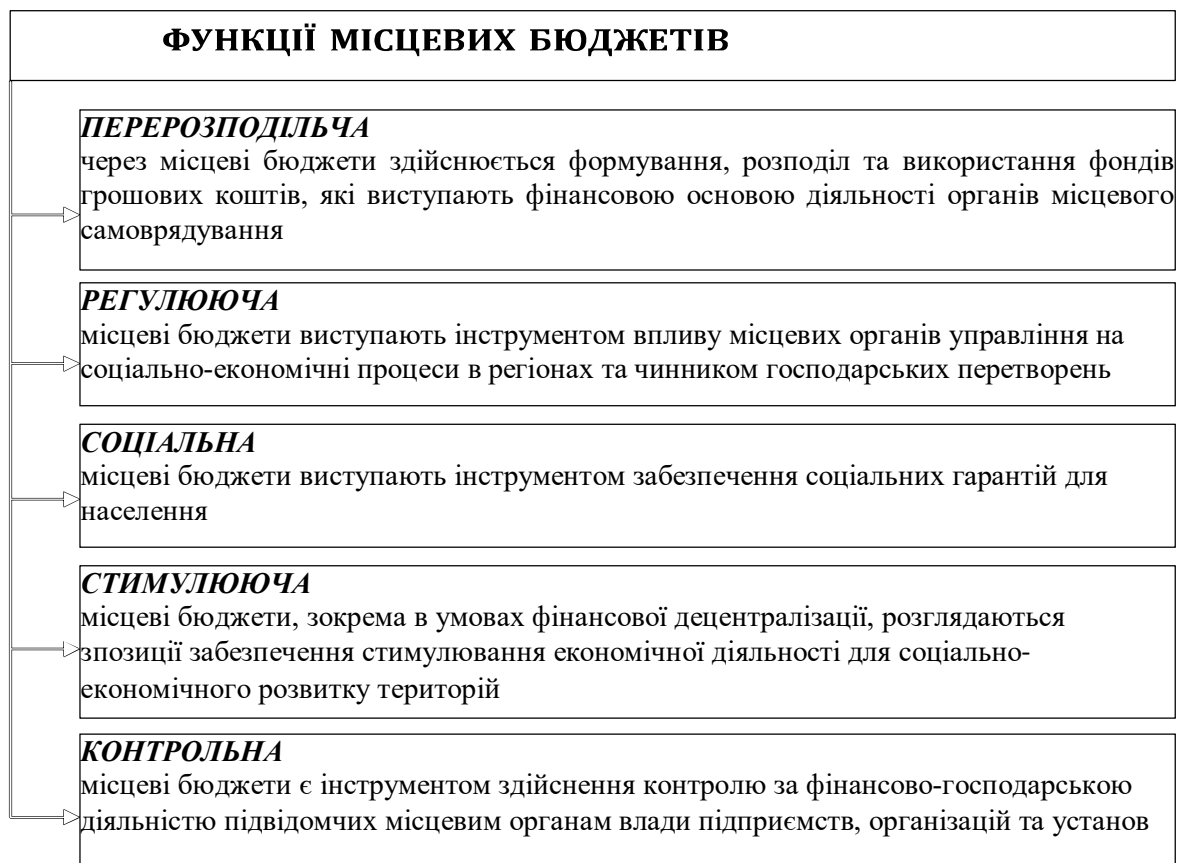 ФУНКЦІЇ МІСЦЕВИХ БЮДЖЕТІВ
ПЕРЕРОЗПОДІЛЬЧА
через місцеві бюджети здійснюється формування, розподіл та використання фондів
грошових коштів, які виступають фінансовою основою діяльності органів місцевого
самоврядування
РЕГУЛЮЮЧА
місцеві бюджети виступають інструментом впливу місцевих органів управління на
соціально-економічні процеси в регіонах та чинником господарських перетворень
СОЦІАЛЬНА
місцеві бюджети виступають інструментом забезпечення соціальних гарантій для
населення
СТИМУЛЮЮЧА
місцеві бюджети, зокрема в умовах фінансової децентралізації, розглядаються
зпозиції забезпечення стимулювання економічної діяльності для соціально-
економічного розвитку територій
КОНТРОЛЬНА
місцеві бюджети є інструментом здійснення контролю за фінансово-господарською
діяльністю підвідомчих місцевим органам влади підприємств, організацій та установ